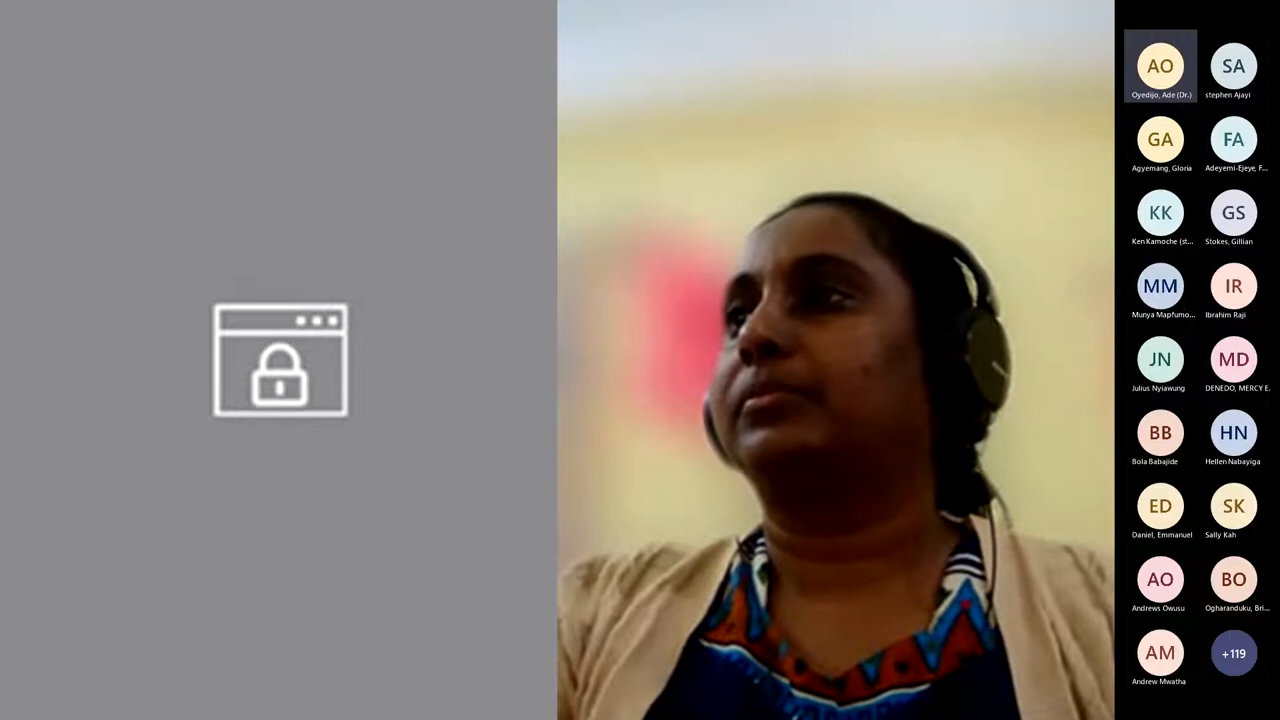 AO
SA
Oyedijo, Ade (Dr.)
stephen Ajayi
GA
FA
Agyemang, Gloria
Adeyemi-Ejeye, F...
KK
GS
Ken Kamoche (st...
Stokes, Gillian
MM
IR
Munya Mapfumo...
Ibrahim Raji
JN
MD
Julius Nyiawung
DENEDO, MERCY E.
BB
HN
Bola Babajide
Hellen Nabayiga
ED
SK
Daniel, Emmanuel
Sally Kah
AO
BO
Andrews Owusu
Ogharanduku, Bri...
AM
+119
Andrew Mwatha